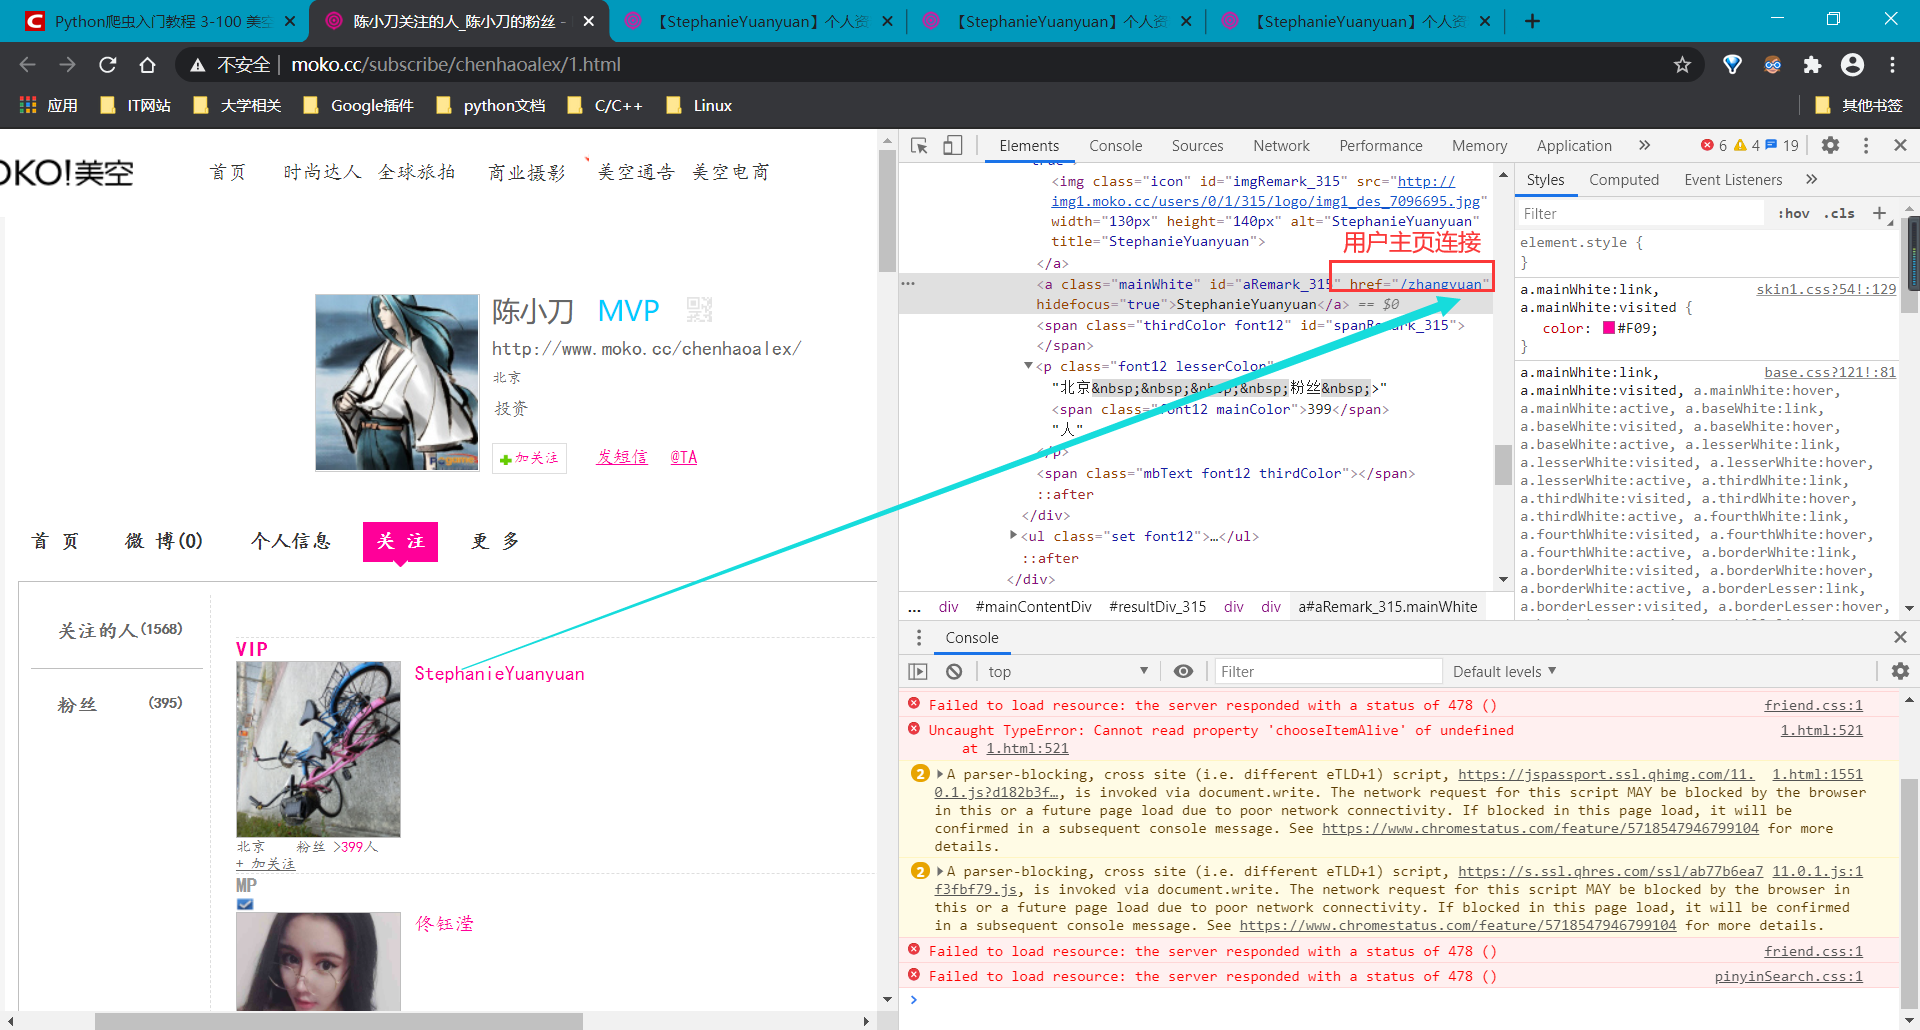 Python爬虫入门教程 3-100 美空
陈小刀关注的人_陈小刀的粉丝 -
【StephanieYuanyuan】个人资
【StephanieYuanyuan】个人资
【StephanieYuanyuan】个人资
不安全 | moko.cc/subscribe/chenhaoalex/1.html
应用 IT网站 大学相关 Google插件 python文档 C/C++ Linux 其他书签
OKO!美空
首页 时尚达人 全球旅拍 商业摄影 美空通告 美空电商
陈小刀 MVP
http://www.moko.cc/chenhaoalex/
北京
投资
加关注 发短信 @TA
首 页 微 博(0) 个人信息 关 注 更 多
关注的人(1568)
粉丝 (395)
VIP
StephanieYuanyuan
北京 粉丝 >399人
+ 加关注
MP
佟钰滢
Elements Console Sources Network Performance Memory Application » 6 4 19
true">
<img class="icon" id="imgRemark_315" src="http://
img1.moko.cc/users/0/1/315/logo/img1_des_7096695.jpg"
width="130px" height="140px" alt="StephanieYuanyuan"
title="StephanieYuanyuan">
用户主页连接
</a>
<a class="mainWhite" id="aRemark_315" href="/zhangyuan"
hidefocus="true">StephanieYuanyuan</a> == $0
<span class="thirdColor font12" id="spanRemark_315">
</span>
<p class="font12 lesserColor">
"北京&nbsp;&nbsp;&nbsp;&nbsp;粉丝&nbsp;>"
<span class="font12 mainColor">399</span>
"人"
</p>
<span class="mbText font12 thirdColor"></span>
::after
</div>
<ul class="set font12">…</ul>
::after
</div>
... div #mainContentDiv #resultDiv_315 div div a#aRemark_315.mainWhite
Styles Computed Event Listeners »
Filter :hov .cls +
element.style {
}
a.mainWhite:link, skin1.css?54!:129
a.mainWhite:visited {
color: #F09;
}
a.mainWhite:link, base.css?121!:81
a.mainWhite:visited, a.mainWhite:hover,
a.mainWhite:active, a.baseWhite:link,
a.baseWhite:visited, a.baseWhite:hover,
a.baseWhite:active, a.lesserWhite:link,
a.lesserWhite:visited, a.lesserWhite:hover,
a.lesserWhite:active, a.thirdWhite:link,
a.thirdWhite:visited, a.thirdWhite:hover,
a.thirdWhite:active, a.fourthWhite:link,
a.fourthWhite:visited, a.fourthWhite:hover,
a.fourthWhite:active, a.borderWhite:link,
a.borderWhite:visited, a.borderWhite:hover,
a.borderWhite:active, a.borderLesser:link,
a.borderLesser:visited, a.borderLesser:hover,
Console
top Filter Default levels
Failed to load resource: the server responded with a status of 478 () friend.css:1
Uncaught TypeError: Cannot read property 'chooseItemAlive' of undefined 1.html:521
at 1.html:521
2 A parser-blocking, cross site (i.e. different eTLD+1) script, https://jspassport.ssl.qhimg.com/11. 1.html:1551
0.1.js?d182b3f…, is invoked via document.write. The network request for this script MAY be blocked by the browser
in this or a future page load due to poor network connectivity. If blocked in this page load, it will be
confirmed in a subsequent console message. See https://www.chromestatus.com/feature/5718547946799104 for more
details.
2 A parser-blocking, cross site (i.e. different eTLD+1) script, https://s.ssl.qhres.com/ssl/ab77b6ea7 11.0.1.js:1
f3fbf79.js, is invoked via document.write. The network request for this script MAY be blocked by the browser in
this or a future page load due to poor network connectivity. If blocked in this page load, it will be confirmed
in a subsequent console message. See https://www.chromestatus.com/feature/5718547946799104 for more details.
Failed to load resource: the server responded with a status of 478 () friend.css:1
Failed to load resource: the server responded with a status of 478 () pinyinSearch.css:1